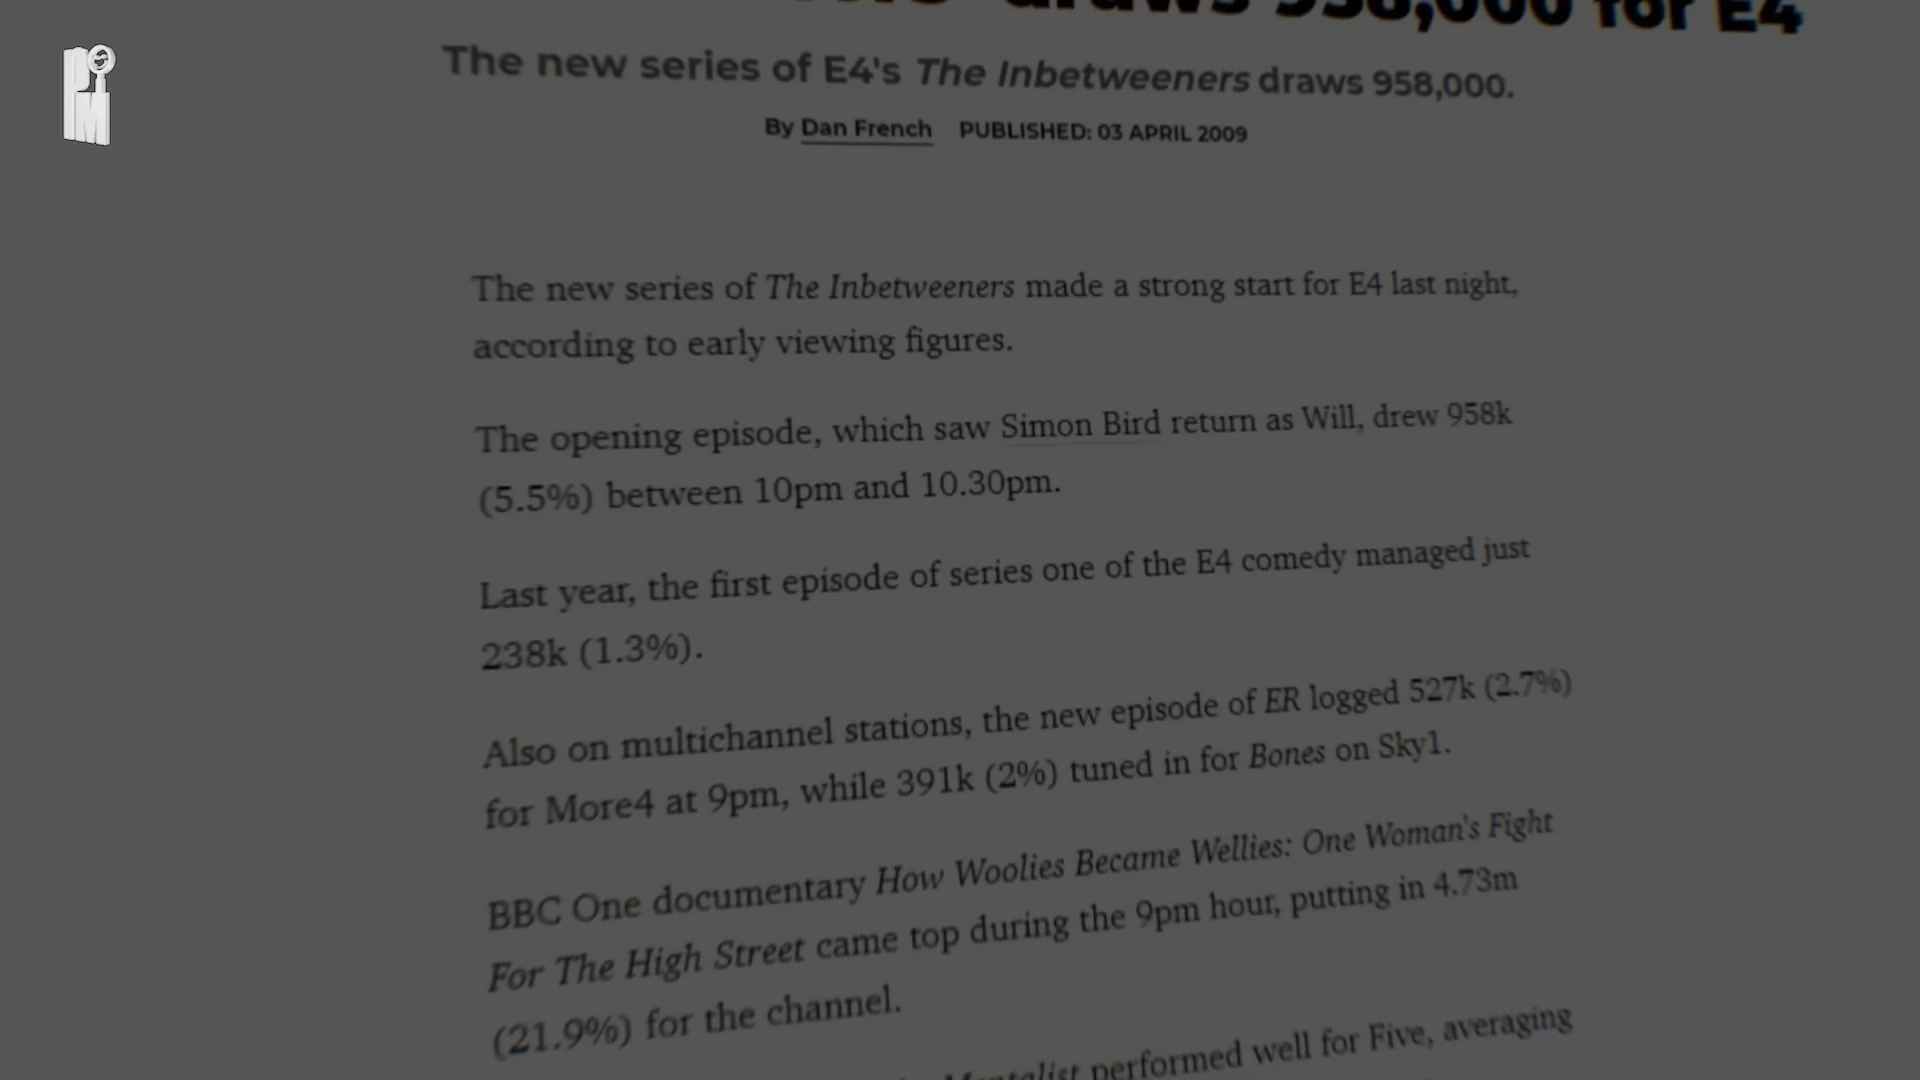 draws 958,000 for E4
The new series of E4's The Inbetweeners draws 958,000.
By Dan French PUBLISHED: 03 APRIL 2009
The new series of The Inbetweeners made a strong start for E4 last night,
according to early viewing figures.
The opening episode, which saw Simon Bird return as Will, drew 958k
(5.5%) between 10pm and 10.30pm.
Last year, the first episode of series one of the E4 comedy managed just
238k (1.3%).
Also on multichannel stations, the new episode of ER logged 527k (2.7%)
for More4 at 9pm, while 391k (2%) tuned in for Bones on Sky1.
BBC One documentary How Woolies Became Wellies: One Woman's Fight
For The High Street came top during the 9pm hour, putting in 4.73m
(21.9%) for the channel.
Mentalist performed well for Five, averaging